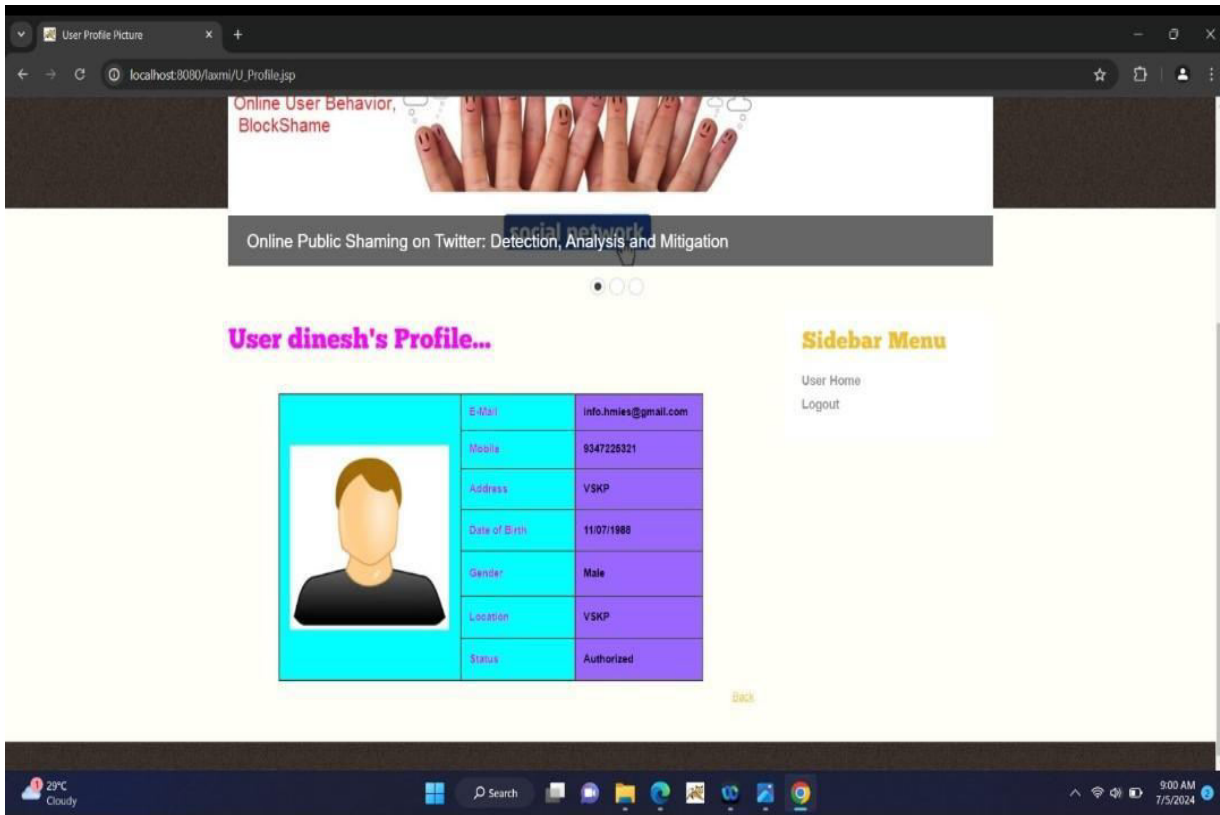 User Profile Picture
localhost:8080/laxmi/U_Profile.jsp
Online User Behavior,
BlockShame
social network
Online Public Shaming on Twitter: Detection, Analysis and Mitigation
User dinesh's Profile...
Sidebar Menu
User Home
Logout
E-Mail info.hmies@gmail.com
Mobile 9347225321
Address VSKP
Date of Birth 11/07/1988
Gender Male
Location VSKP
Status Authorized
Back
1
29°C
Cloudy
Search
9:00 AM
7/5/2024
2